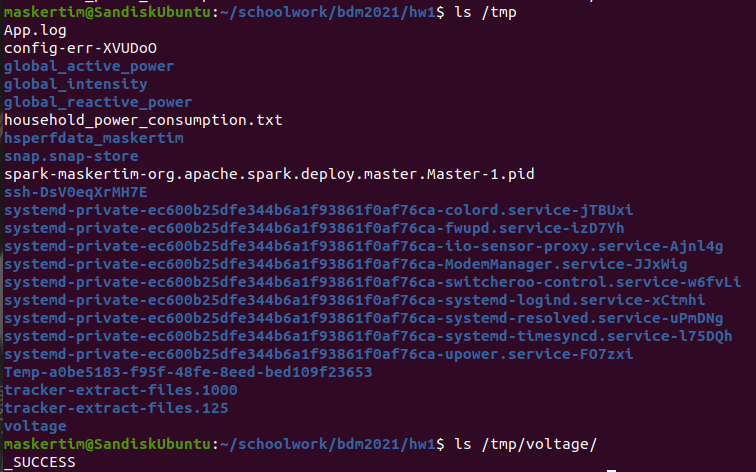 maskertim@SandiskUbuntu:~/schoolwork/bdm2021/hw1$ ls /tmp
App.log
config-err-XVUDoO
global_active_power
global_intensity
global_reactive_power
household_power_consumption.txt
hsperfdata_maskertim
snap.snap-store
spark-maskertim-org.apache.spark.deploy.master.Master-1.pid
ssh-DsV0eqXrMH7E
systemd-private-ec600b25dfe344b6a1f93861f0af76ca-colord.service-jTBUxi
systemd-private-ec600b25dfe344b6a1f93861f0af76ca-fwupd.service-izD7Yh
systemd-private-ec600b25dfe344b6a1f93861f0af76ca-iio-sensor-proxy.service-Ajnl4g
systemd-private-ec600b25dfe344b6a1f93861f0af76ca-ModemManager.service-JJxWig
systemd-private-ec600b25dfe344b6a1f93861f0af76ca-switcheroo-control.service-w6fvLi
systemd-private-ec600b25dfe344b6a1f93861f0af76ca-systemd-logind.service-xCtmhi
systemd-private-ec600b25dfe344b6a1f93861f0af76ca-systemd-resolved.service-uPmDNg
systemd-private-ec600b25dfe344b6a1f93861f0af76ca-systemd-timesyncd.service-l75DQh
systemd-private-ec600b25dfe344b6a1f93861f0af76ca-upower.service-FO7zxi
Temp-a0be5183-f95f-48fe-8eed-bed109f23653
tracker-extract-files.1000
tracker-extract-files.125
voltage
maskertim@SandiskUbuntu:~/schoolwork/bdm2021/hw1$ ls /tmp/voltage/
_SUCCESS